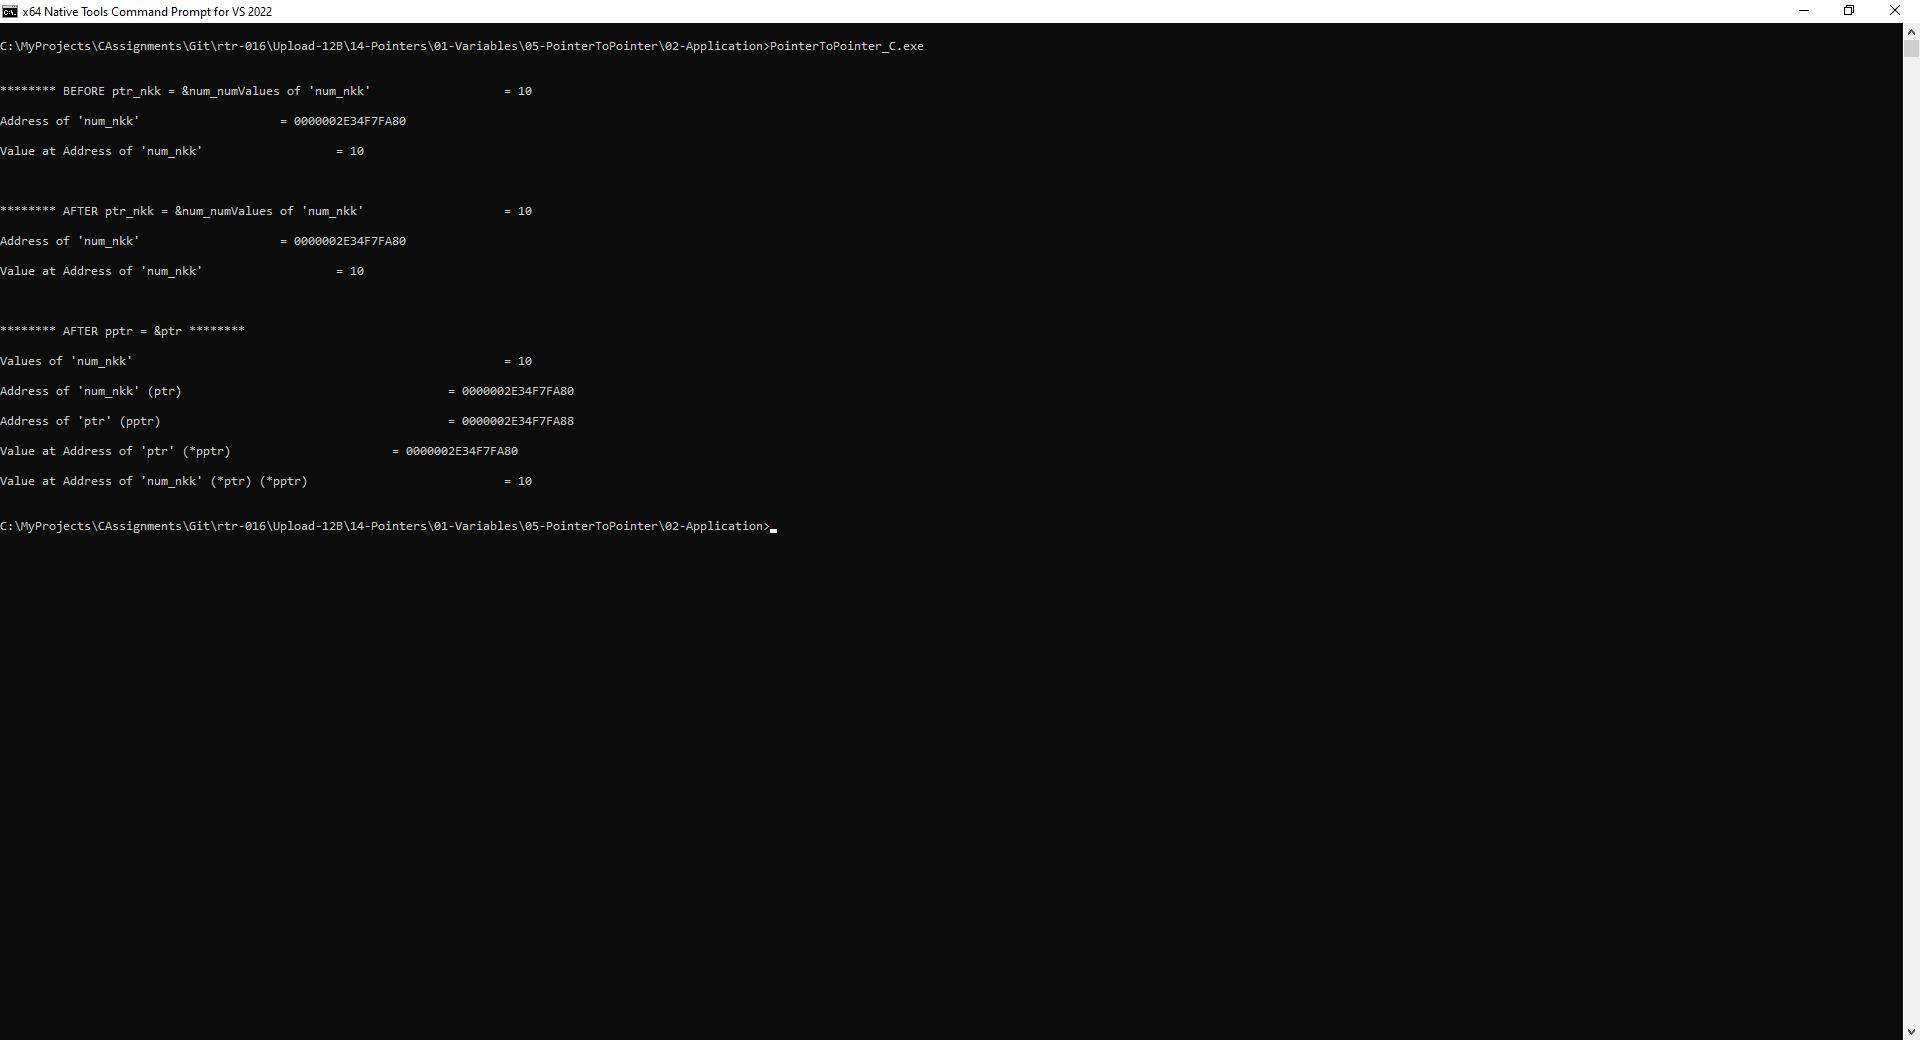 x64 Native Tools Command Prompt for VS 2022
C:\MyProjects\CAssignments\Git\rtr-016\Upload-12B\14-Pointers\01-Variables\05-PointerToPointer\02-Application>PointerToPointer_C.exe
******** BEFORE ptr_nkk = &num_numValues of 'num_nkk' = 10
Address of 'num_nkk' = 0000002E34F7FA80
Value at Address of 'num_nkk' = 10
******** AFTER ptr_nkk = &num_numValues of 'num_nkk' = 10
Address of 'num_nkk' = 0000002E34F7FA80
Value at Address of 'num_nkk' = 10
******** AFTER pptr = &ptr ********
Values of 'num_nkk' = 10
Address of 'num_nkk' (ptr) = 0000002E34F7FA80
Address of 'ptr' (pptr) = 0000002E34F7FA88
Value at Address of 'ptr' (*pptr) = 0000002E34F7FA80
Value at Address of 'num_nkk' (*ptr) (*pptr) = 10
C:\MyProjects\CAssignments\Git\rtr-016\Upload-12B\14-Pointers\01-Variables\05-PointerToPointer\02-Application>